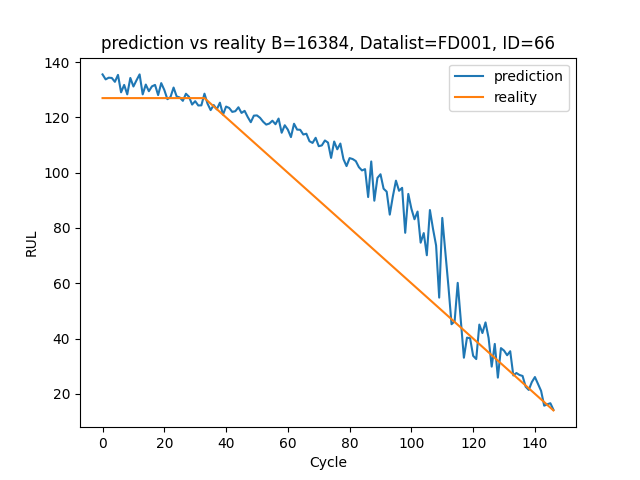 prediction vs reality B=16384, Datalist=FD001, ID=66
prediction
reality
RUL
140
120
100
80
60
40
20
0 20 40 60 80 100 120 140
Cycle